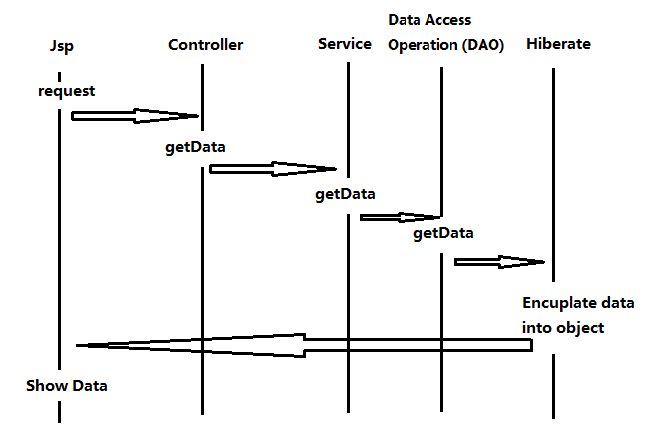 Data Access
Jsp
Controller
Service
Operation (DAO)
Hiberate
request
getData
getData
getData
Encuplate data
into object
Show Data